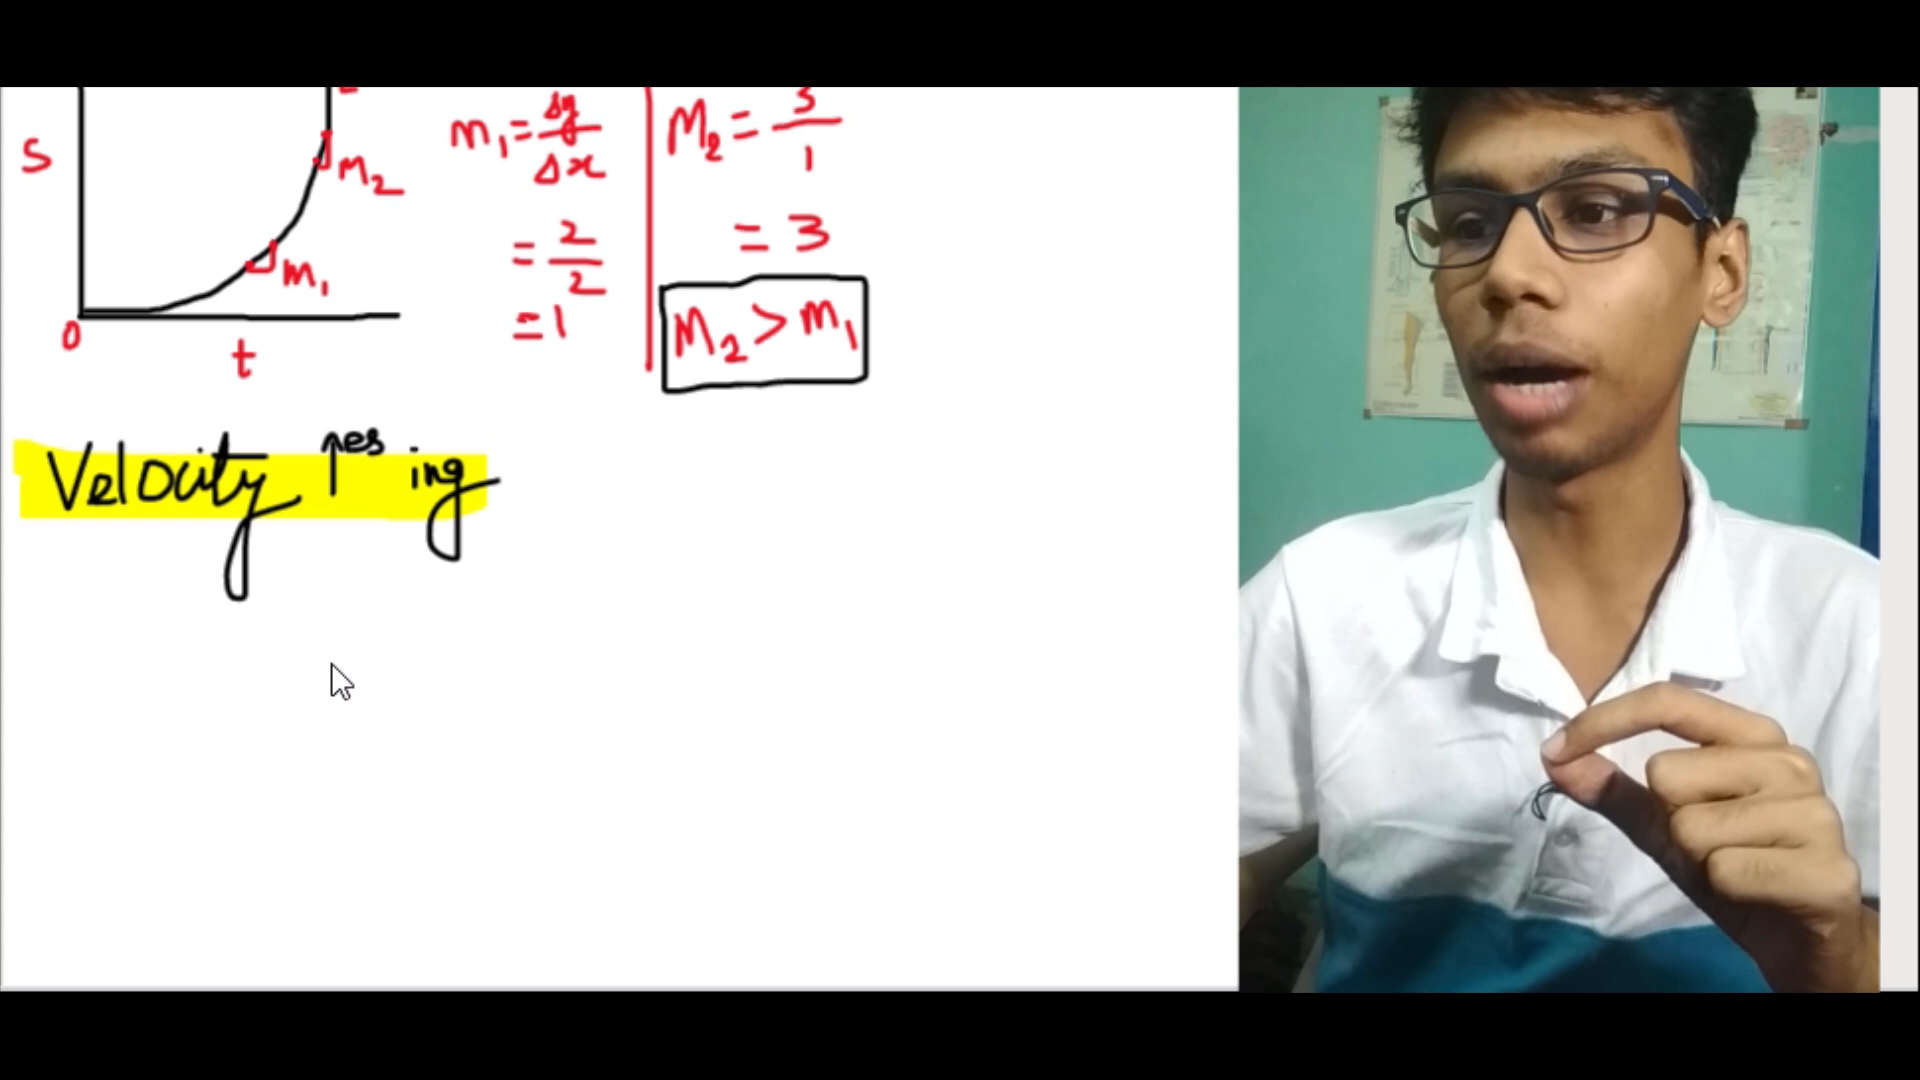 S
M₂
m₁
0
t
m₁ = Δy/Δx
= 2/2
= 1
M₂ = 3/1
= 3
M₂ > m₁
Velocity ↑es ing